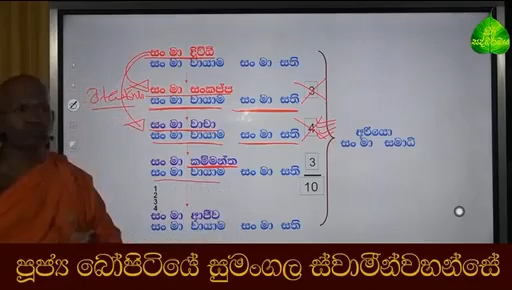 සං මා දිට්ඨි
සං මා වායාම සං මා සති
සං මා සංකප්ප
සං මා වායාම සං මා සති
3
සං මා වාචා
සං මා වායාම සං මා සති
4
සං මා කම්මන්ත
සං මා වායාම සං මා සති
3
10
1
2
3
4
සං මා ආජීව
සං මා වායාම සං මා සති
අරියො
සං මා සමාධි
පූජ්‍ය බෝපිටියේ සුමංගල ස්වාමීන්වහන්සේ